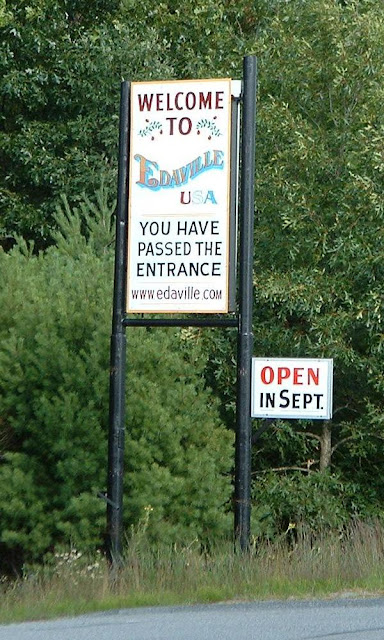 WELCOME
TO
EDAVILLE
USA
YOU HAVE
PASSED THE
ENTRANCE
www.edaville.com
OPEN
IN SEPT.